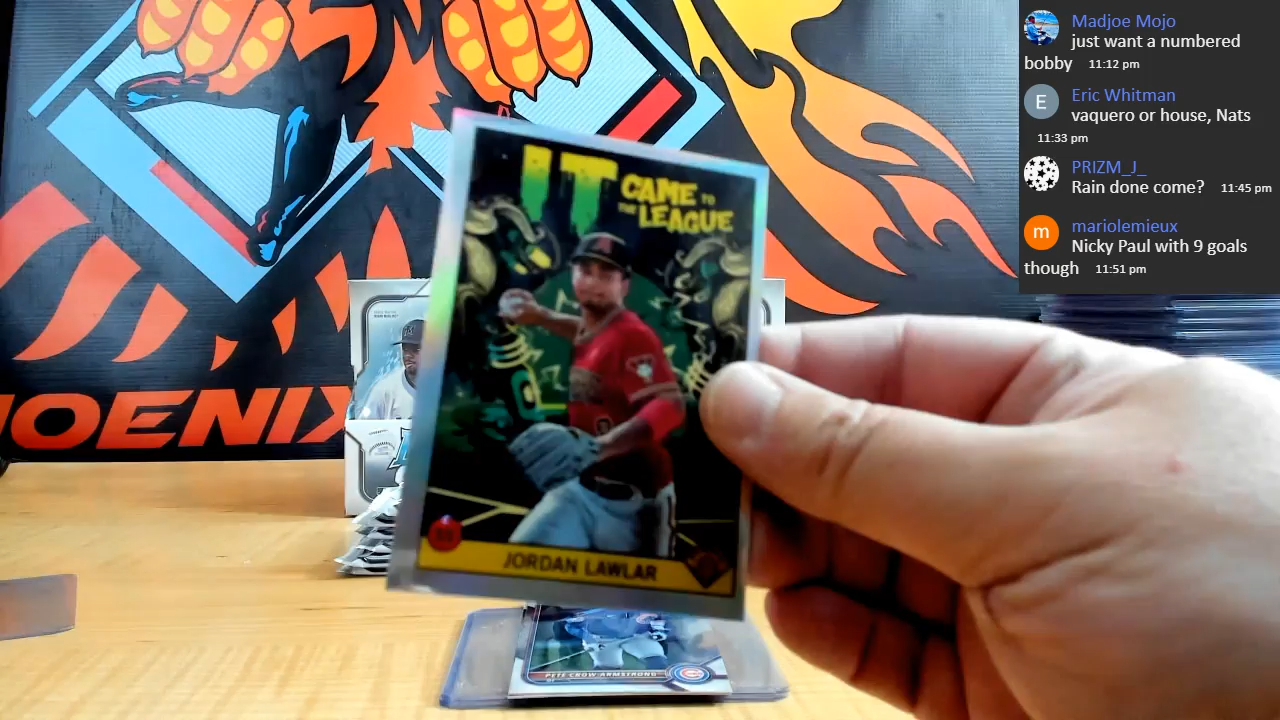 Madjoe Mojo
just want a numbered
bobby 11:12 pm
E Eric Whitman
vaquero or house, Nats
11:33 pm
PRIZM_J_
Rain done come? 11:45 pm
m mariolemieux
Nicky Paul with 9 goals
though 11:51 pm
IT CAME TO
THE LEAGUE
JORDAN LAWLAR
HOENIX
PETE CROW-ARMSTRONG